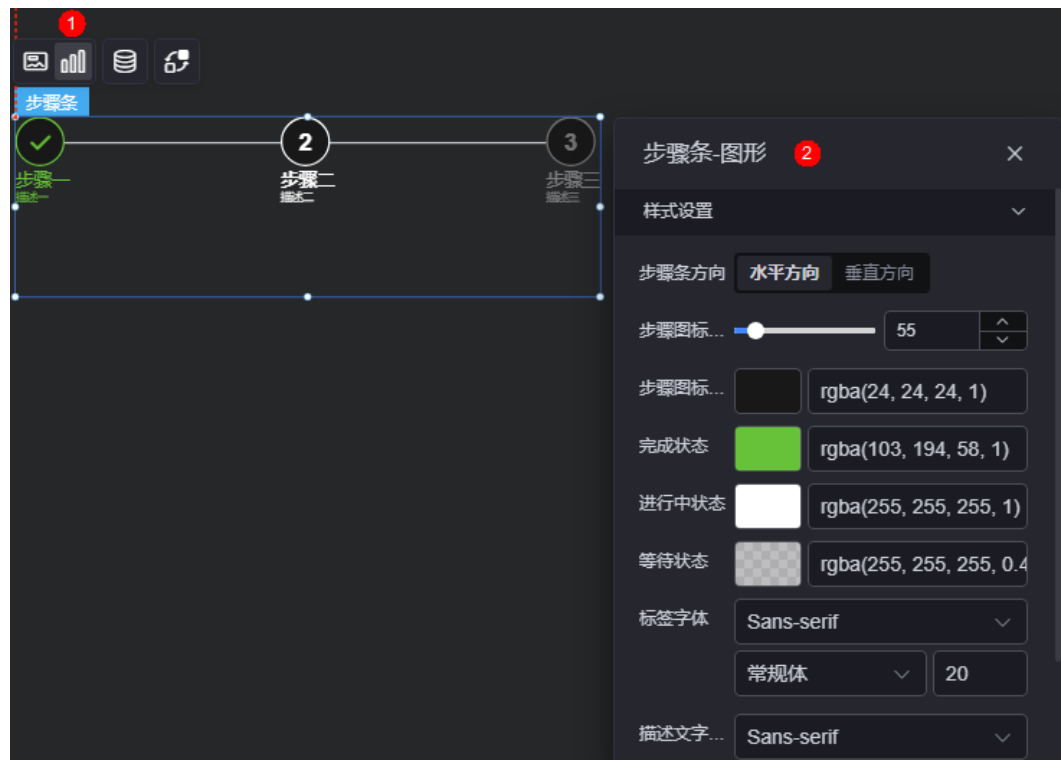 1
步骤条
2
3
步骤一
步骤二
步骤三
描述一
描述二
描述三
步骤条-图形 2
样式设置
步骤条方向 水平方向 垂直方向
步骤图标... 55
步骤图标... rgba(24, 24, 24, 1)
完成状态 rgba(103, 194, 58, 1)
进行中状态 rgba(255, 255, 255, 1)
等待状态 rgba(255, 255, 255, 0.4
标签字体 Sans-serif
常规体 20
描述文字... Sans-serif